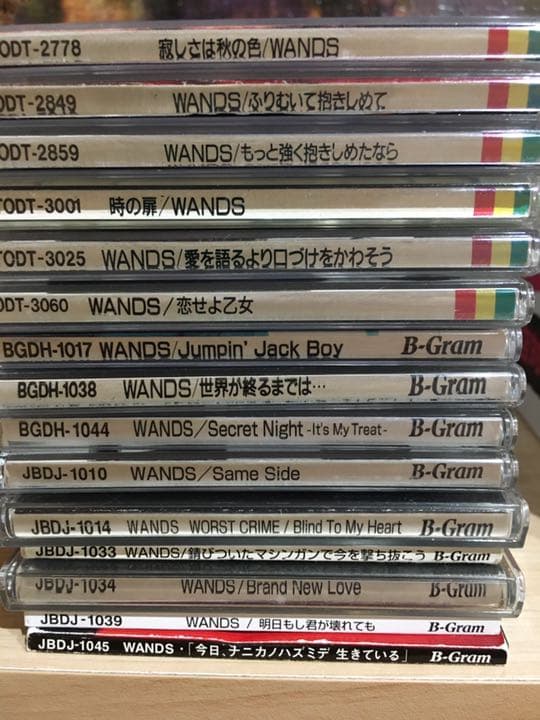 ODT-2778 寂しさは秋の色/WANDS
ODT-2849 WANDS/ふりむいて抱きしめて
ODT-2859 WANDS/もっと強く抱きしめたなら
TODT-3001 時の扉/WANDS
TODT-3025 WANDS/愛を語るより口づけをかわそう
ODT-3060 WANDS/恋せよ乙女
BGDH-1017 WANDS/Jumpin' Jack Boy B-Gram
BGDH-1038 WANDS/世界が終るまでは… B-Gram
BGDH-1044 WANDS/Secret Night -It's My Treat- B-Gram
JBDJ-1010 WANDS/Same Side B-Gram
JBDJ-1014 WANDS WORST CRIME/Blind To My Heart B-Gram
JBDJ-1033 WANDS/錆びついたマシンガンで今を撃ち抜こう B-Gram
JBDJ-1034 WANDS/Brand New Love B-Gram
JBDJ-1039 WANDS / 明日もし君が壊れても B-Gram
JBDJ-1045 WANDS・「今日、ナニカノハズミデ 生きている」 B-Gram